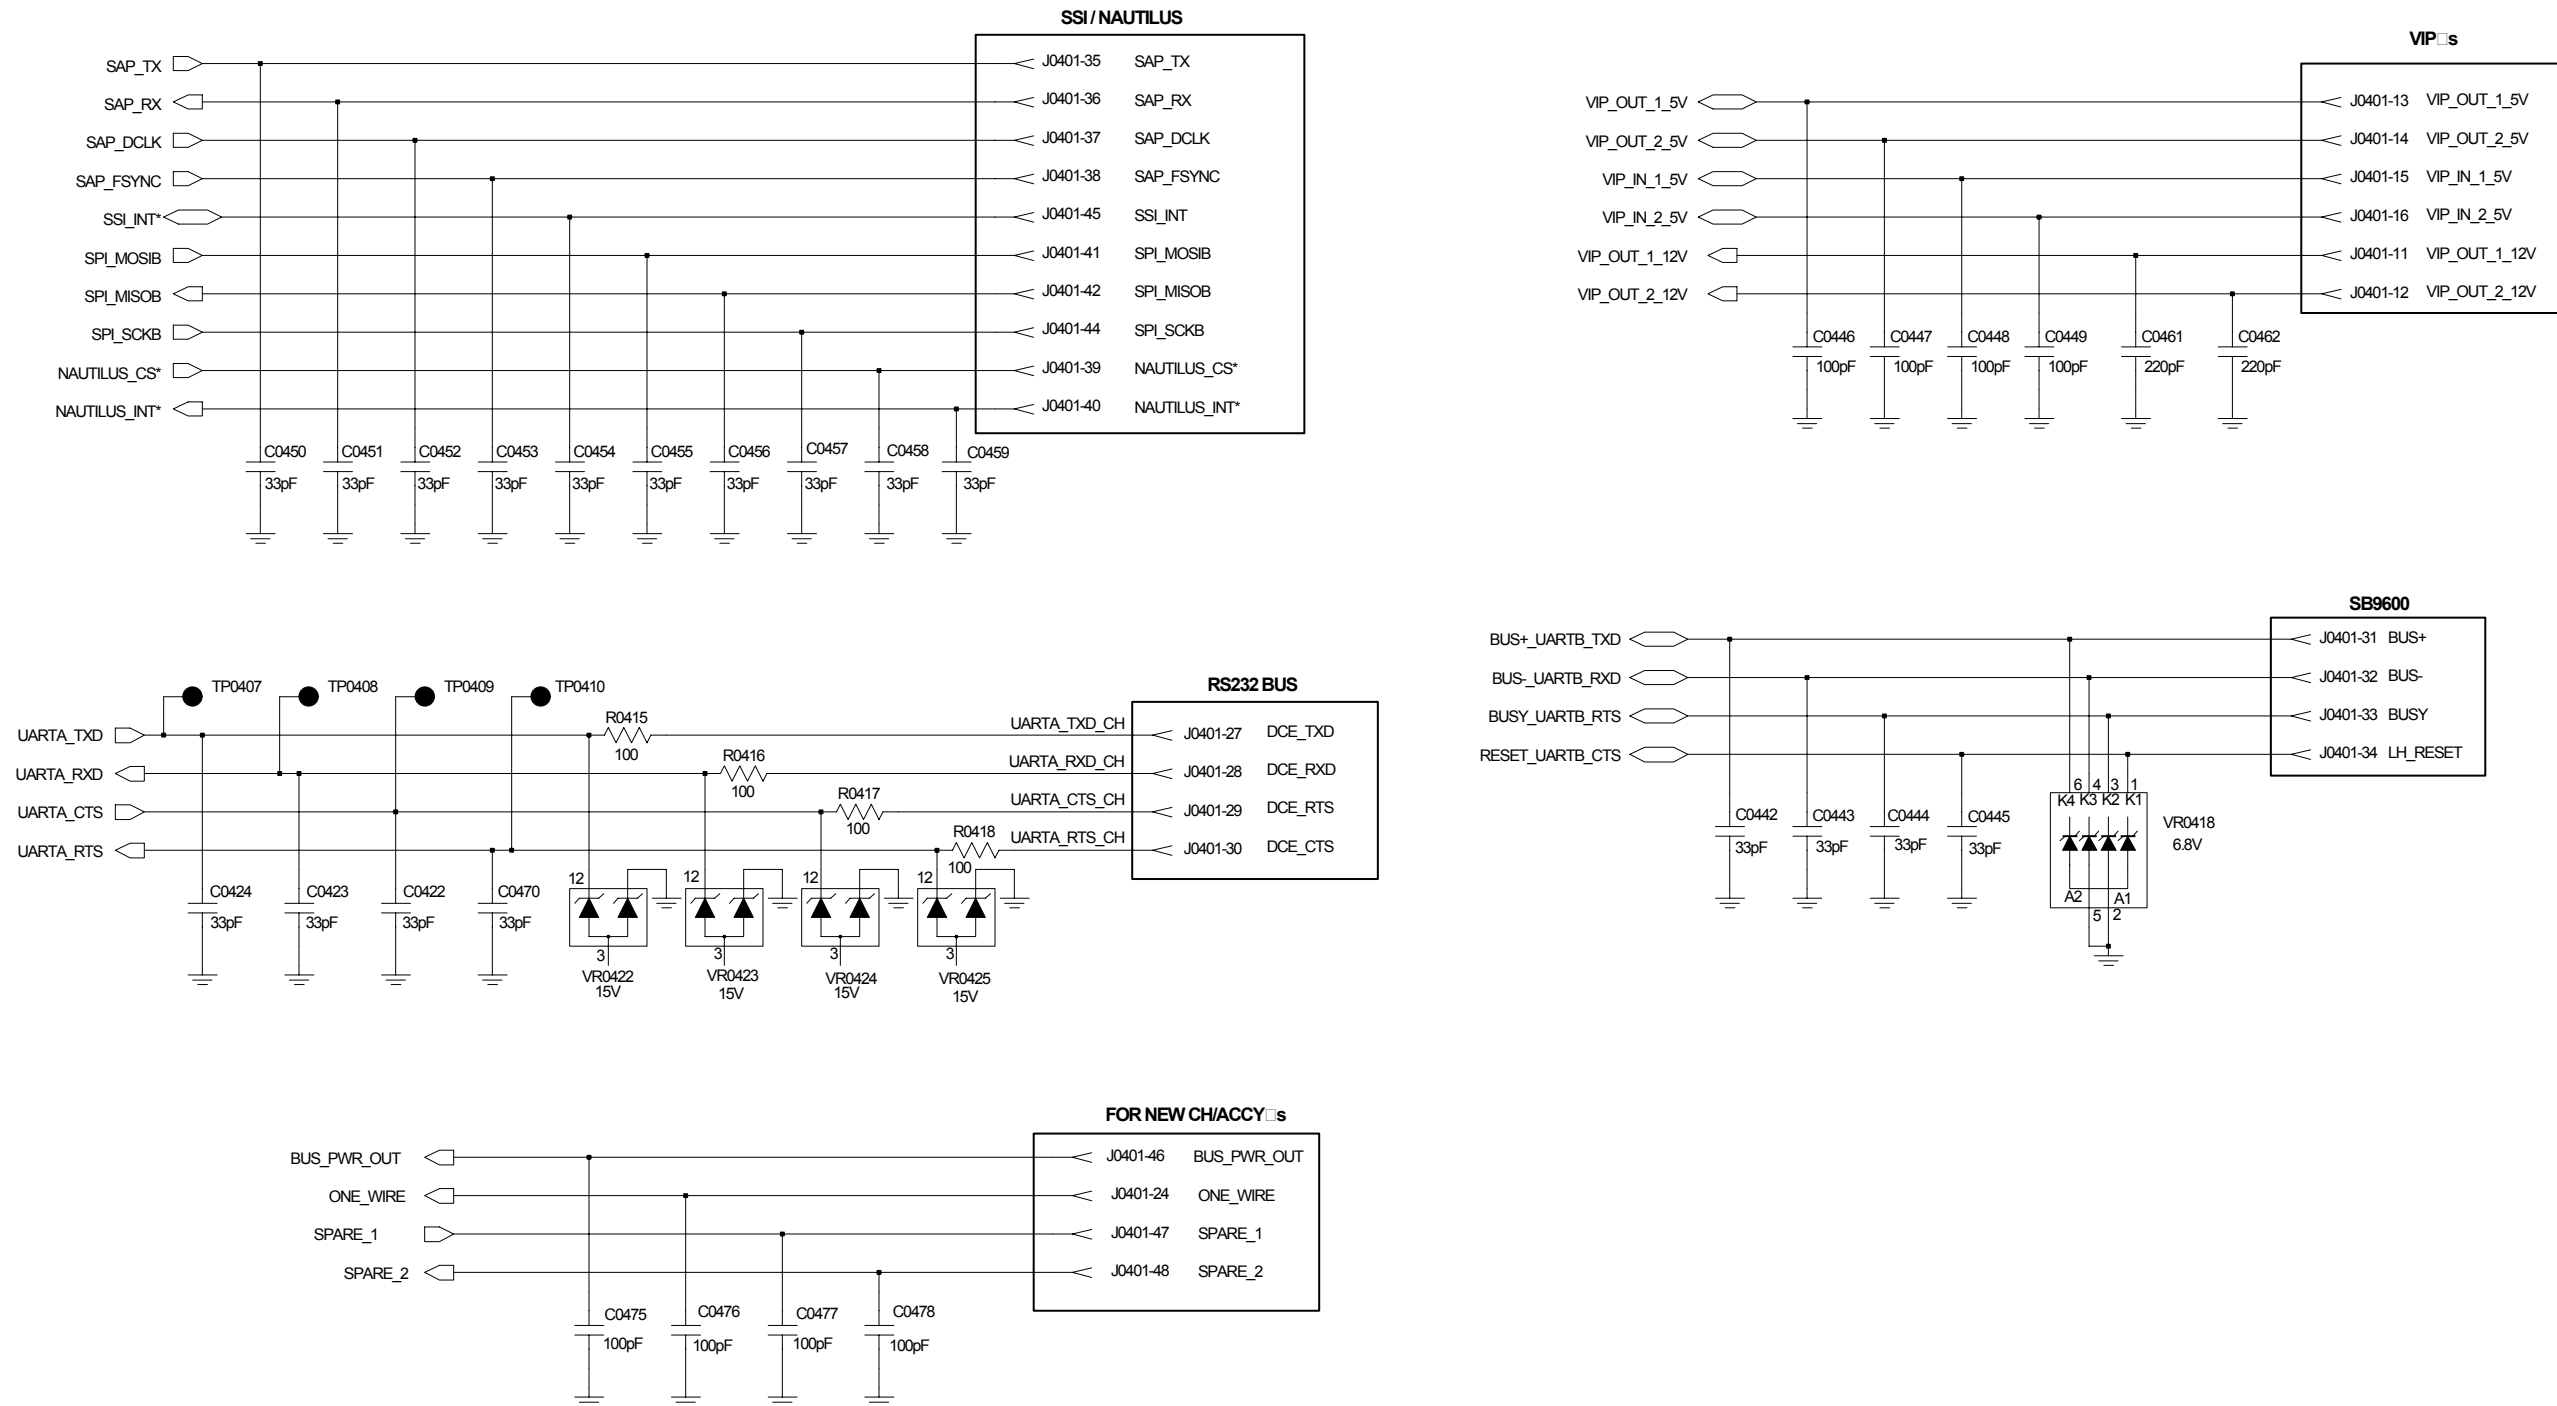 SSI / NAUTILUS
SAP_TX J0401-35 SAP_TX
SAP_RX J0401-36 SAP_RX
SAP_DCLK J0401-37 SAP_DCLK
SAP_FSYNC J0401-38 SAP_FSYNC
SSI_INT* J0401-45 SSI_INT
SPI_MOSIB J0401-41 SPI_MOSIB
SPI_MISOB J0401-42 SPI_MISOB
SPI_SCKB J0401-44 SPI_SCKB
NAUTILUS_CS* J0401-39 NAUTILUS_CS*
NAUTILUS_INT* J0401-40 NAUTILUS_INT*
C0450 C0451 C0452 C0453 C0454 C0455 C0456 C0457 C0458 C0459
33pF 33pF 33pF 33pF 33pF 33pF 33pF 33pF 33pF 33pF
VIP□s
VIP_OUT_1_5V J0401-13 VIP_OUT_1_5V
VIP_OUT_2_5V J0401-14 VIP_OUT_2_5V
VIP_IN_1_5V J0401-15 VIP_IN_1_5V
VIP_IN_2_5V J0401-16 VIP_IN_2_5V
VIP_OUT_1_12V J0401-11 VIP_OUT_1_12V
VIP_OUT_2_12V J0401-12 VIP_OUT_2_12V
C0446 C0447 C0448 C0449 C0461 C0462
100pF 100pF 100pF 100pF 220pF 220pF
RS232 BUS
TP0407 TP0408 TP0409 TP0410
UARTA_TXD R0415 100 UARTA_TXD_CH J0401-27 DCE_TXD
UARTA_RXD R0416 100 UARTA_RXD_CH J0401-28 DCE_RXD
UARTA_CTS R0417 100 UARTA_CTS_CH J0401-29 DCE_RTS
UARTA_RTS R0418 100 UARTA_RTS_CH J0401-30 DCE_CTS
C0424 C0423 C0422 C0470 12 12 12 12
33pF 33pF 33pF 33pF
3 3 3 3
VR0422 VR0423 VR0424 VR0425
15V 15V 15V 15V
SB9600
BUS+_UARTB_TXD J0401-31 BUS+
BUS-_UARTB_RXD J0401-32 BUS-
BUSY_UARTB_RTS J0401-33 BUSY
RESET_UARTB_CTS J0401-34 LH_RESET
6 4 3 1
K4 K3 K2 K1
C0442 C0443 C0444 C0445 VR0418
33pF 33pF 33pF 33pF 6.8V
A2 A1
5 2
FOR NEW CH/ACCY□s
BUS_PWR_OUT J0401-46 BUS_PWR_OUT
ONE_WIRE J0401-24 ONE_WIRE
SPARE_1 J0401-47 SPARE_1
SPARE_2 J0401-48 SPARE_2
C0475 C0476 C0477 C0478
100pF 100pF 100pF 100pF